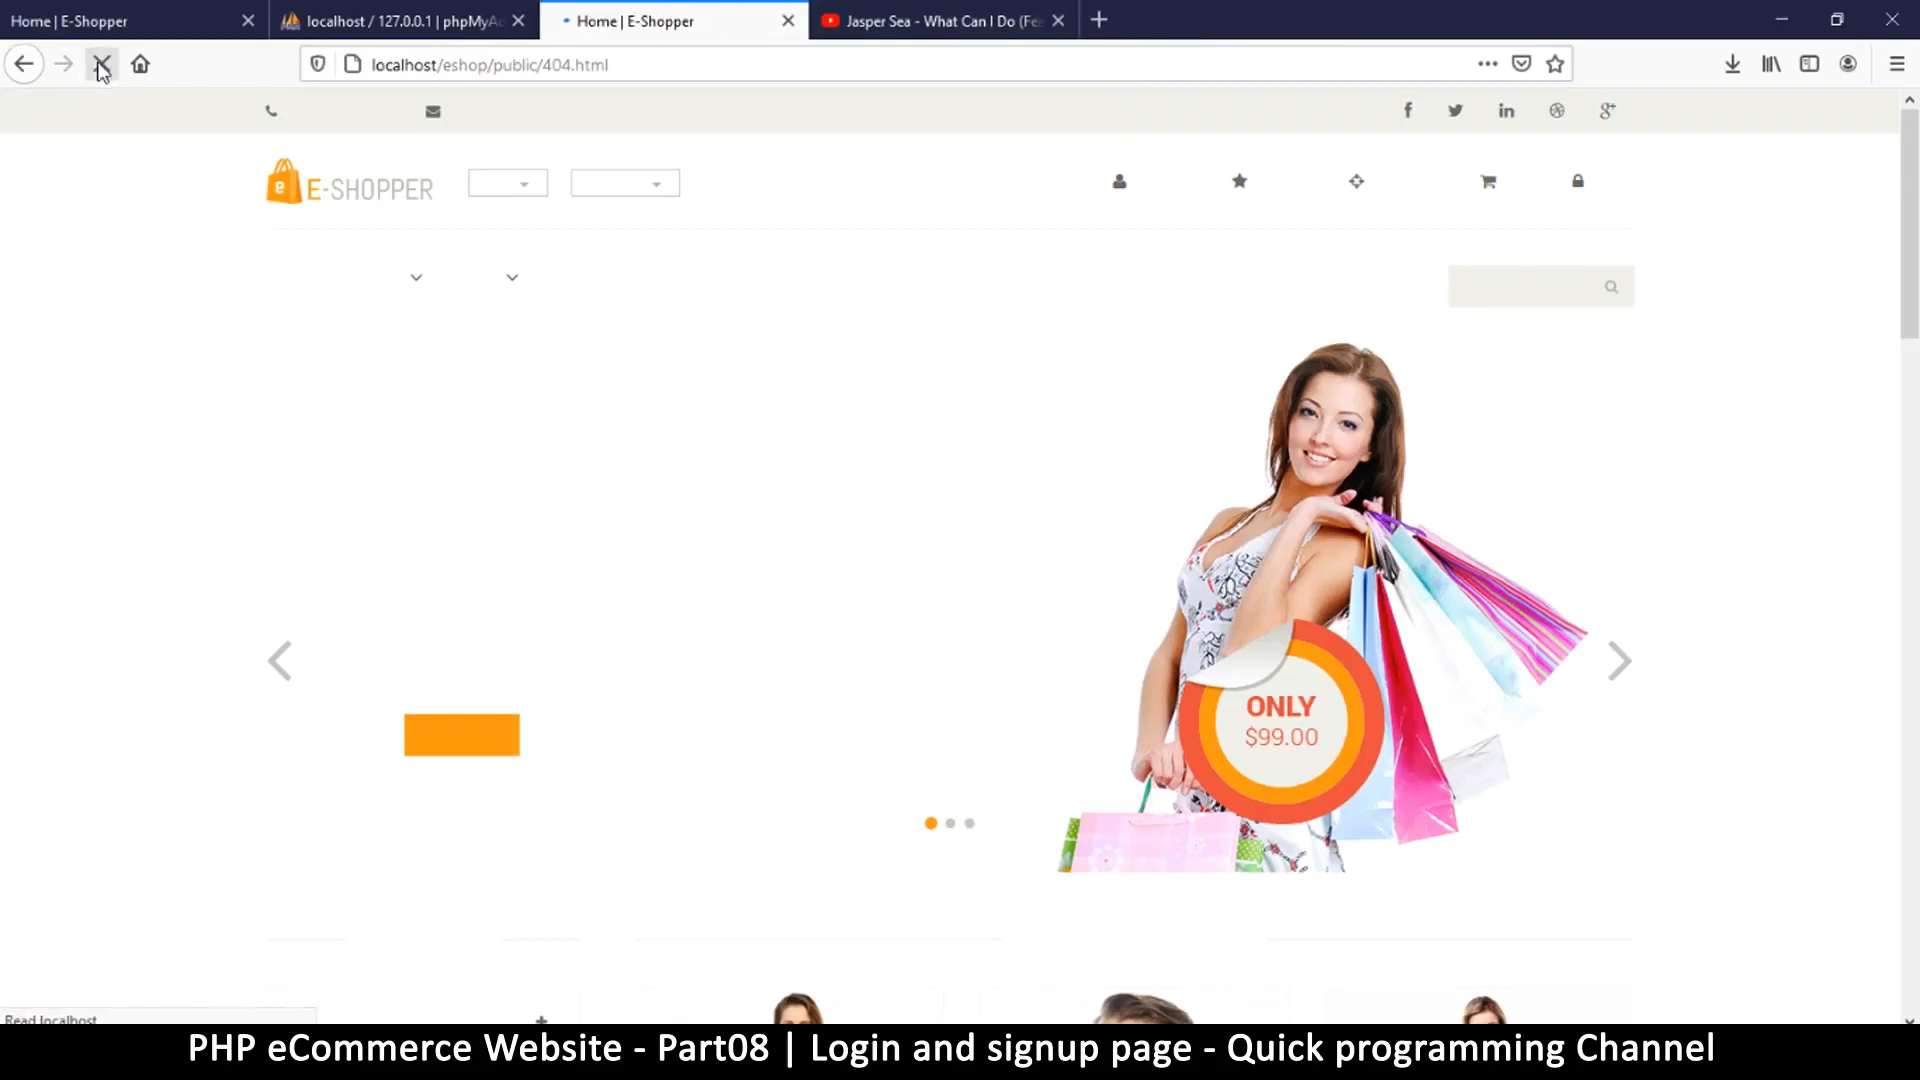 Home | E-Shopper
localhost / 127.0.0.1 | phpMyAc
Home | E-Shopper
Jasper Sea - What Can I Do (Fe
localhost/eshop/public/404.html
e E-SHOPPER
ONLY
$99.00
Read localhost
PHP eCommerce Website - Part08 | Login and signup page - Quick programming Channel